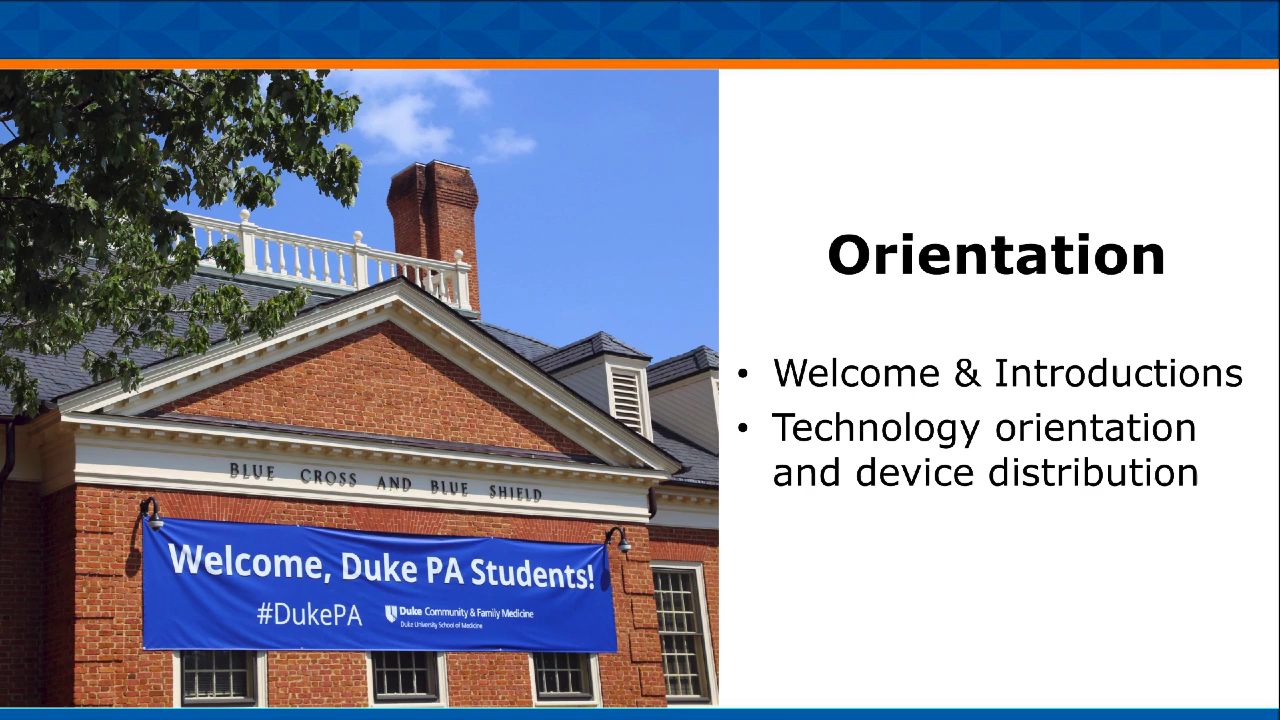 BLUE CROSS AND BLUE SHIELD
Welcome, Duke PA Students!
#DukePA
Duke Community & Family Medicine
Duke University School of Medicine
Orientation
• Welcome & Introductions
• Technology orientation
and device distribution